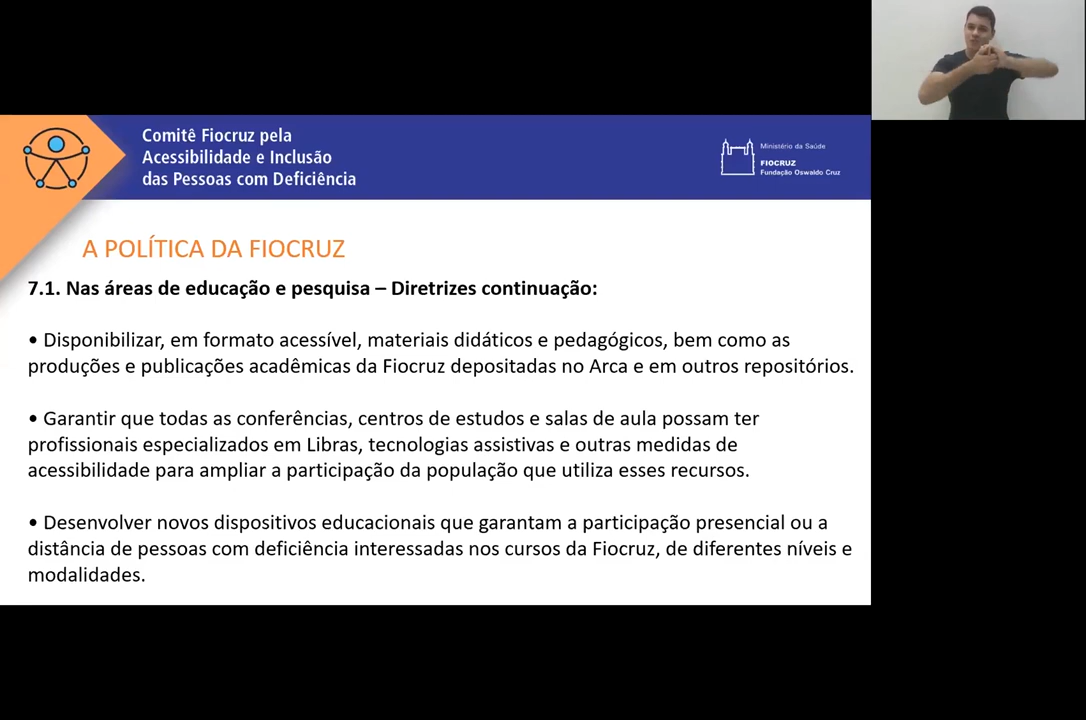 Comitê Fiocruz pela
Acessibilidade e Inclusão
das Pessoas com Deficiência
Ministério da Saúde
FIOCRUZ
Fundação Oswaldo Cruz
A POLÍTICA DA FIOCRUZ
7.1. Nas áreas de educação e pesquisa – Diretrizes continuação:
• Disponibilizar, em formato acessível, materiais didáticos e pedagógicos, bem como as
produções e publicações acadêmicas da Fiocruz depositadas no Arca e em outros repositórios.
• Garantir que todas as conferências, centros de estudos e salas de aula possam ter
profissionais especializados em Libras, tecnologias assistivas e outras medidas de
acessibilidade para ampliar a participação da população que utiliza esses recursos.
• Desenvolver novos dispositivos educacionais que garantam a participação presencial ou a
distância de pessoas com deficiência interessadas nos cursos da Fiocruz, de diferentes níveis e
modalidades.